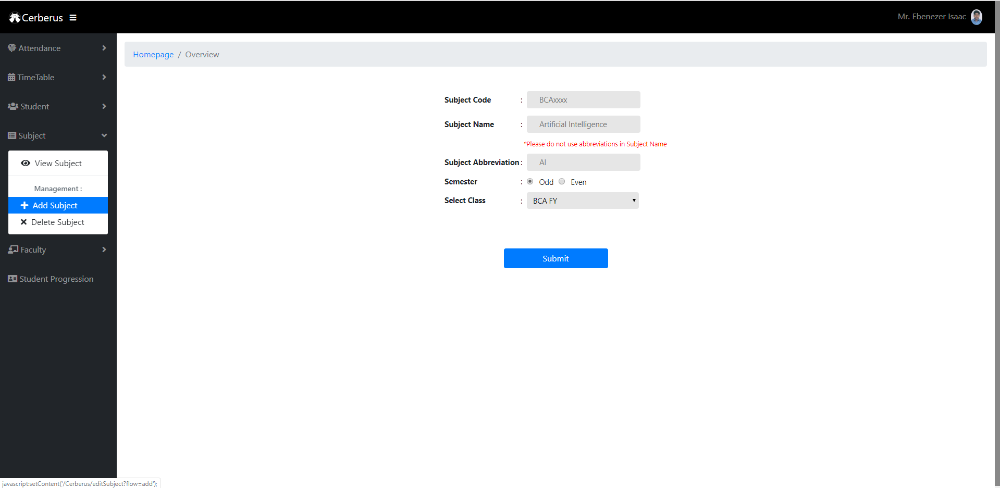 Cerberus
Mr. Ebenezer Isaac
Attendance
TimeTable
Student
Subject
View Subject
Management :
Add Subject
Delete Subject
Faculty
Student Progression
Homepage / Overview
Subject Code : BCAxxxx
Subject Name : Artificial Intelligence
*Please do not use abbreviations in Subject Name
Subject Abbreviation : AI
Semester : Odd Even
Select Class : BCA FY
Submit
javascript:setContent('/Cerberus/editSubject?flow=add');